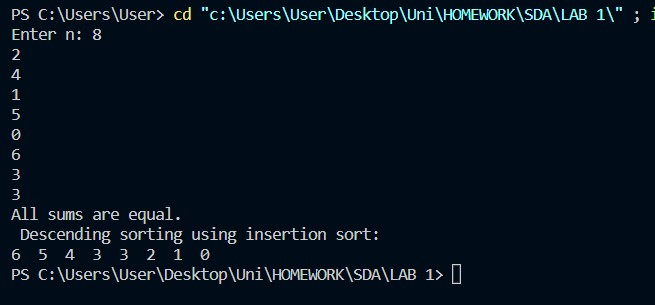 PS C:\Users\User> cd "c:\Users\User\Desktop\Uni\HOMEWORK\SDA\LAB 1\" ; i
Enter n: 8
2
4
1
5
0
6
3
3
All sums are equal.
 Descending sorting using insertion sort:
6  5  4  3  3  2  1  0
PS C:\Users\User\Desktop\Uni\HOMEWORK\SDA\LAB 1>